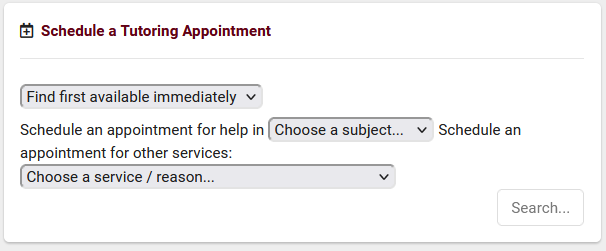 Schedule a Tutoring Appointment
Find first available immediately
Schedule an appointment for help in Choose a subject... Schedule an
appointment for other services:
Choose a service / reason...
Search...